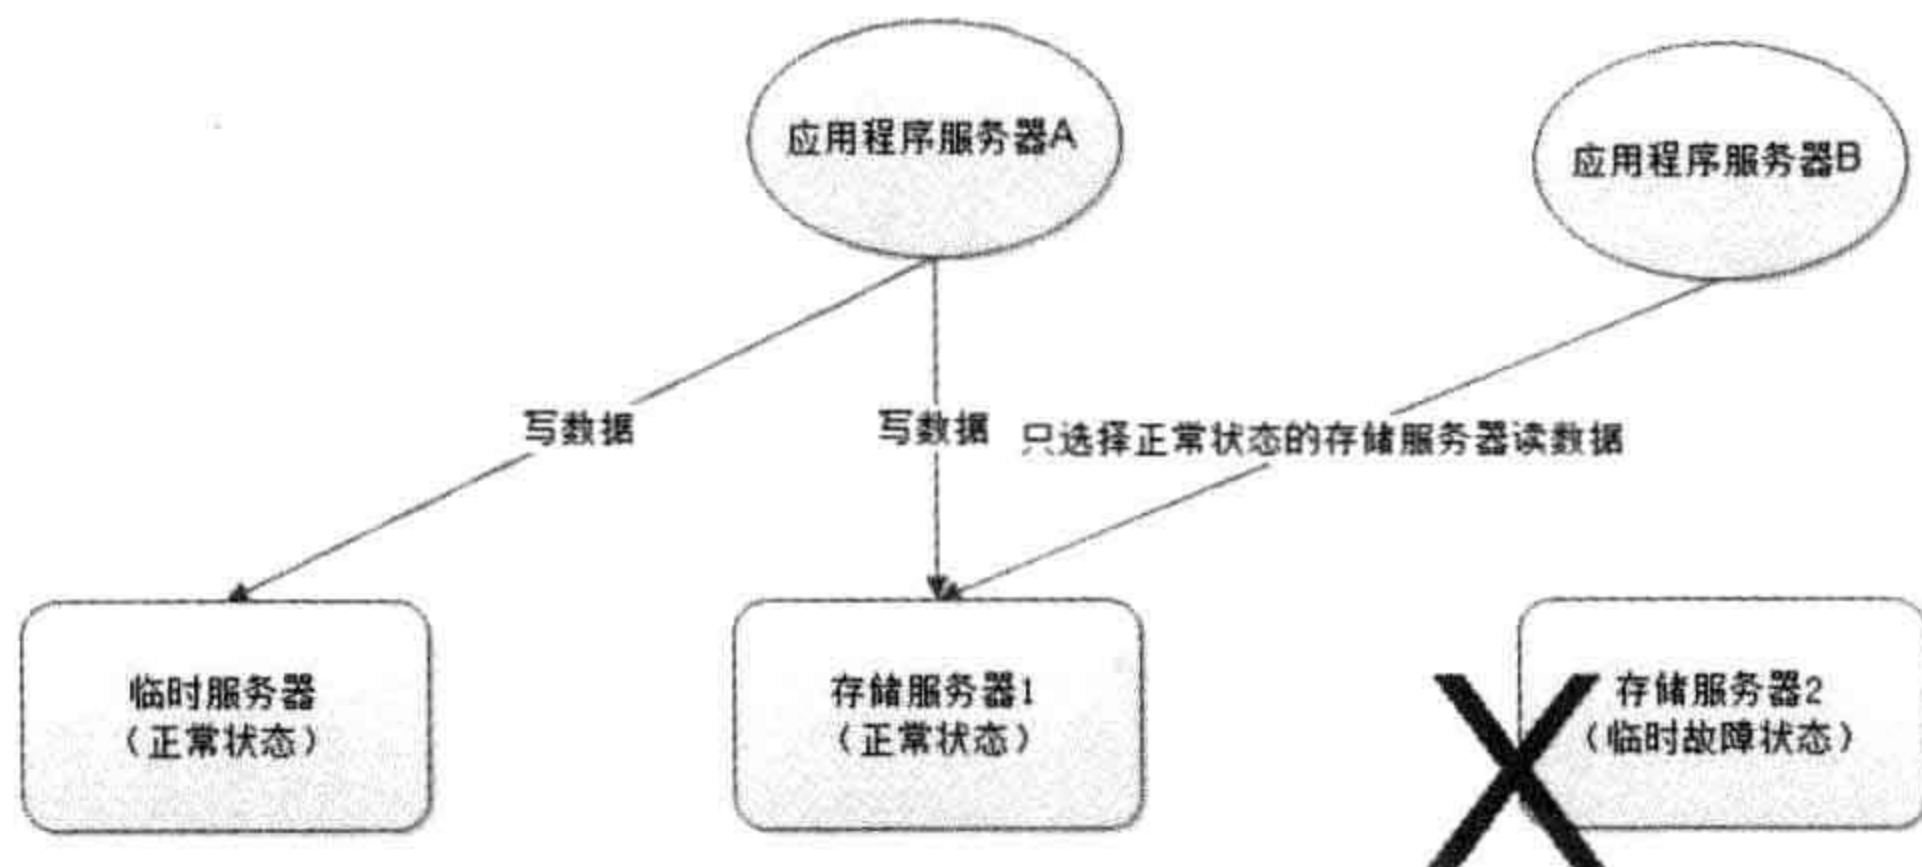 应用程序服务器A
应用程序服务器B
写数据
写数据
只选择正常状态的存储服务器读数据
临时服务器
（正常状态）
存储服务器1
（正常状态）
存储服务器2
（临时故障状态）